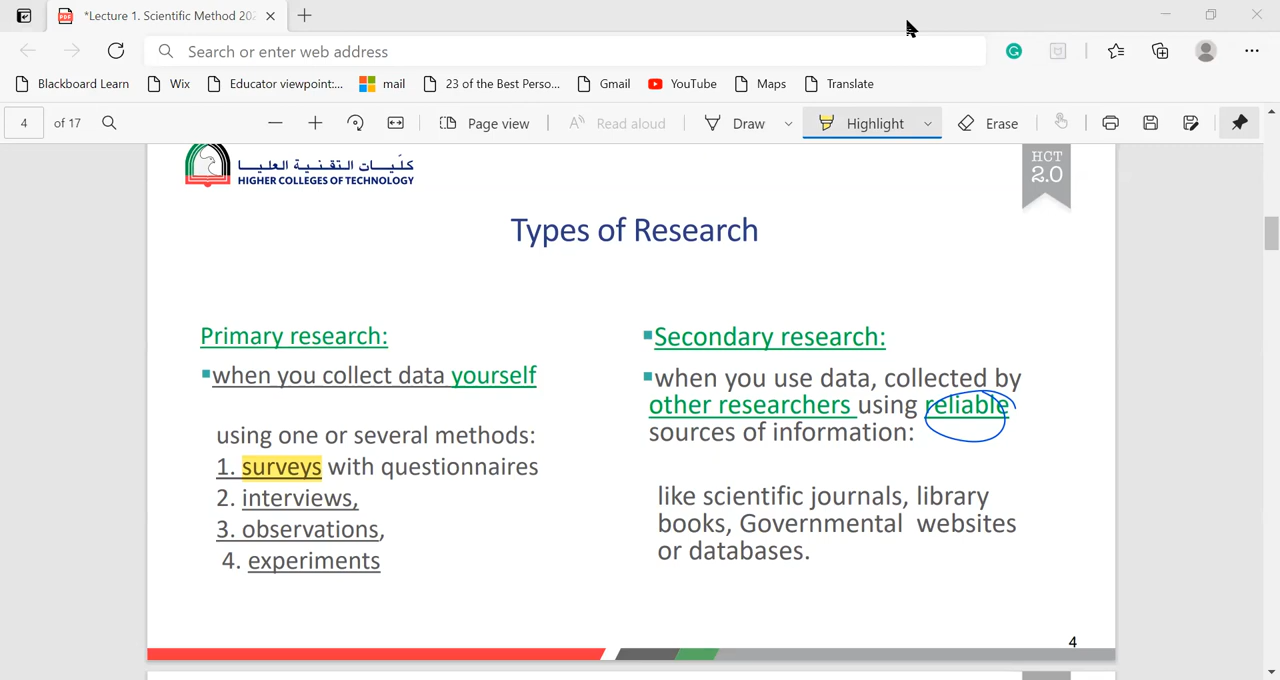 *Lecture 1. Scientific Method 202
Search or enter web address
Blackboard Learn
Wix
Educator viewpoint:...
mail
23 of the Best Perso...
Gmail
YouTube
Maps
Translate
4 of 17
Page view
Read aloud
Draw
Highlight
Erase
كليات التقنية العليا
HIGHER COLLEGES OF TECHNOLOGY
HCT
2.0
Types of Research
Primary research:
when you collect data yourself
using one or several methods:
1. surveys with questionnaires
2. interviews,
3. observations,
4. experiments
Secondary research:
when you use data, collected by
other researchers using reliable
sources of information:
like scientific journals, library
books, Governmental websites
or databases.
4